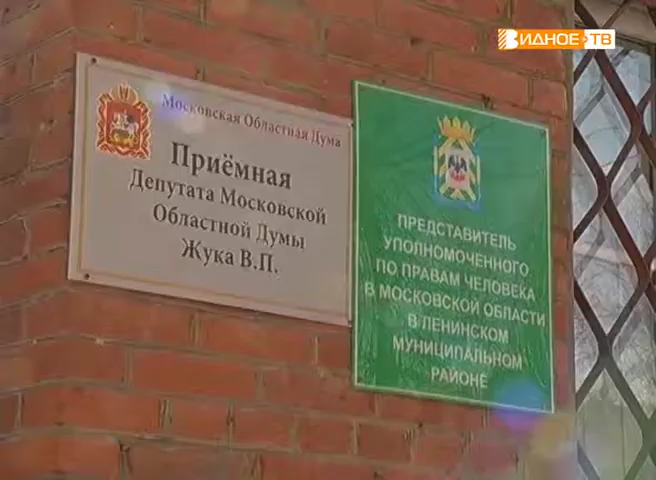 ВИДНОЕ-ТВ
Московская Областная Дума
Приёмная
Депутата Московской
Областной Думы
Жука В.П.
ПРЕДСТАВИТЕЛЬ
УПОЛНОМОЧЕННОГО
ПО ПРАВАМ ЧЕЛОВЕКА
В МОСКОВСКОЙ ОБЛАСТИ
В ЛЕНИНСКОМ
МУНИЦИПАЛЬНОМ
РАЙОНЕ